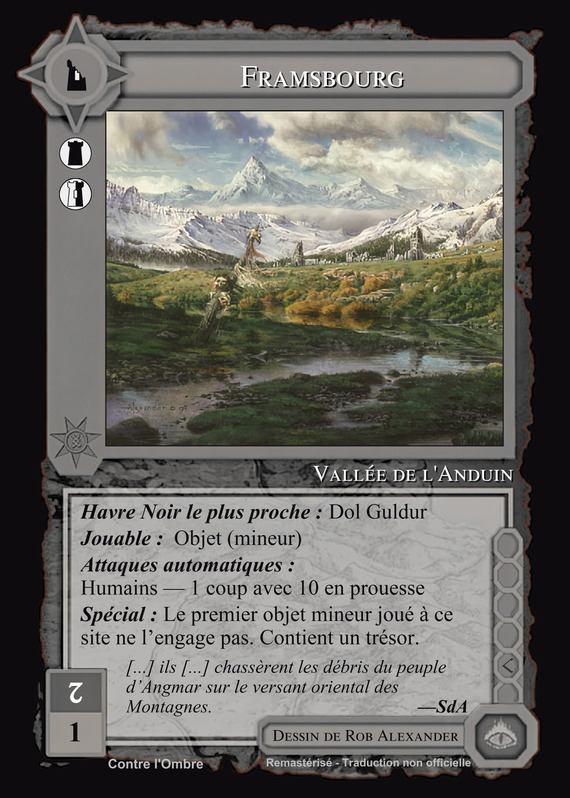 Framsbourg
Alexander © 97
Vallée de l'Anduin
Havre Noir le plus proche : Dol Guldur
Jouable : Objet (mineur)
Attaques automatiques :
Humains — 1 coup avec 10 en prouesse
Spécial : Le premier objet mineur joué à ce
site ne l'engage pas. Contient un trésor.
[...] ils [...] chassèrent les débris du peuple
d'Angmar sur le versant oriental des
Montagnes.
—SdA
2
1
Dessin de Rob Alexander
Contre l'Ombre
Remastérisé - Traduction non officielle